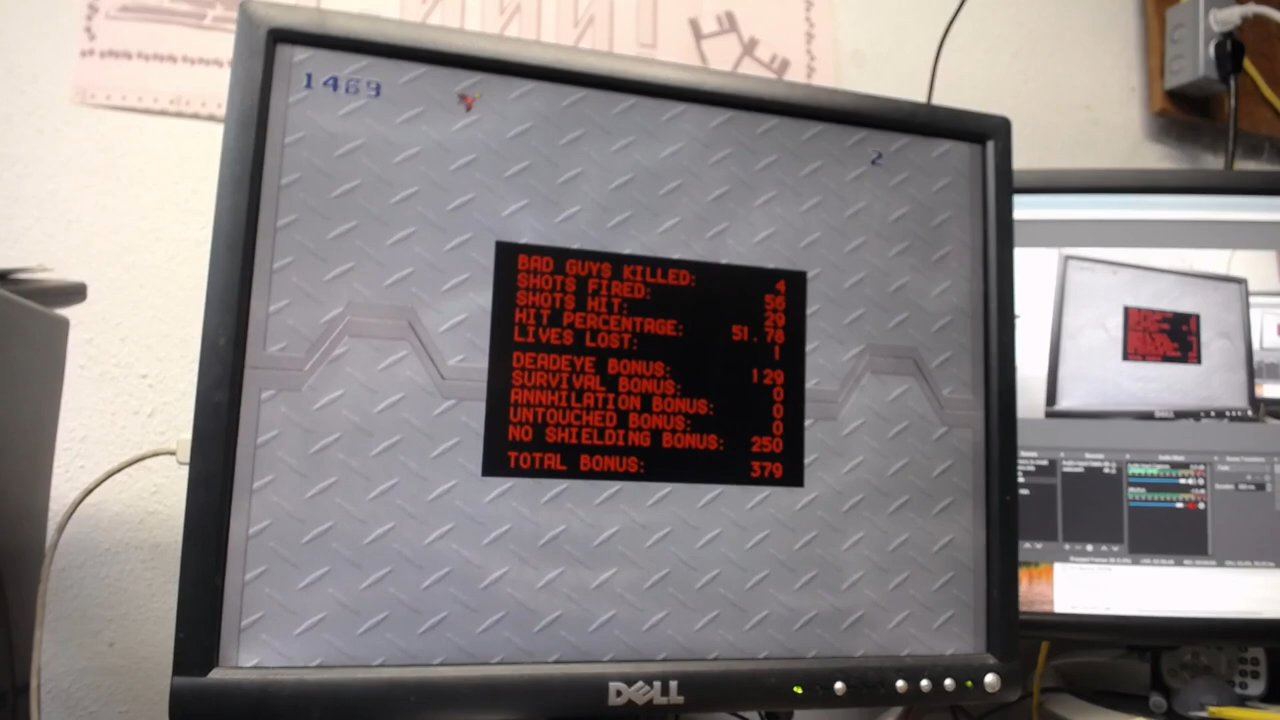 1469
2
BAD GUYS KILLED: 4
SHOTS FIRED: 56
SHOTS HIT: 29
HIT PERCENTAGE: 51.78
LIVES LOST: 1
DEADEYE BONUS: 129
SURVIVAL BONUS: 0
ANNHILATION BONUS: 0
UNTOUCHED BONUS: 0
NO SHIELDING BONUS: 250
TOTAL BONUS: 379
DELL